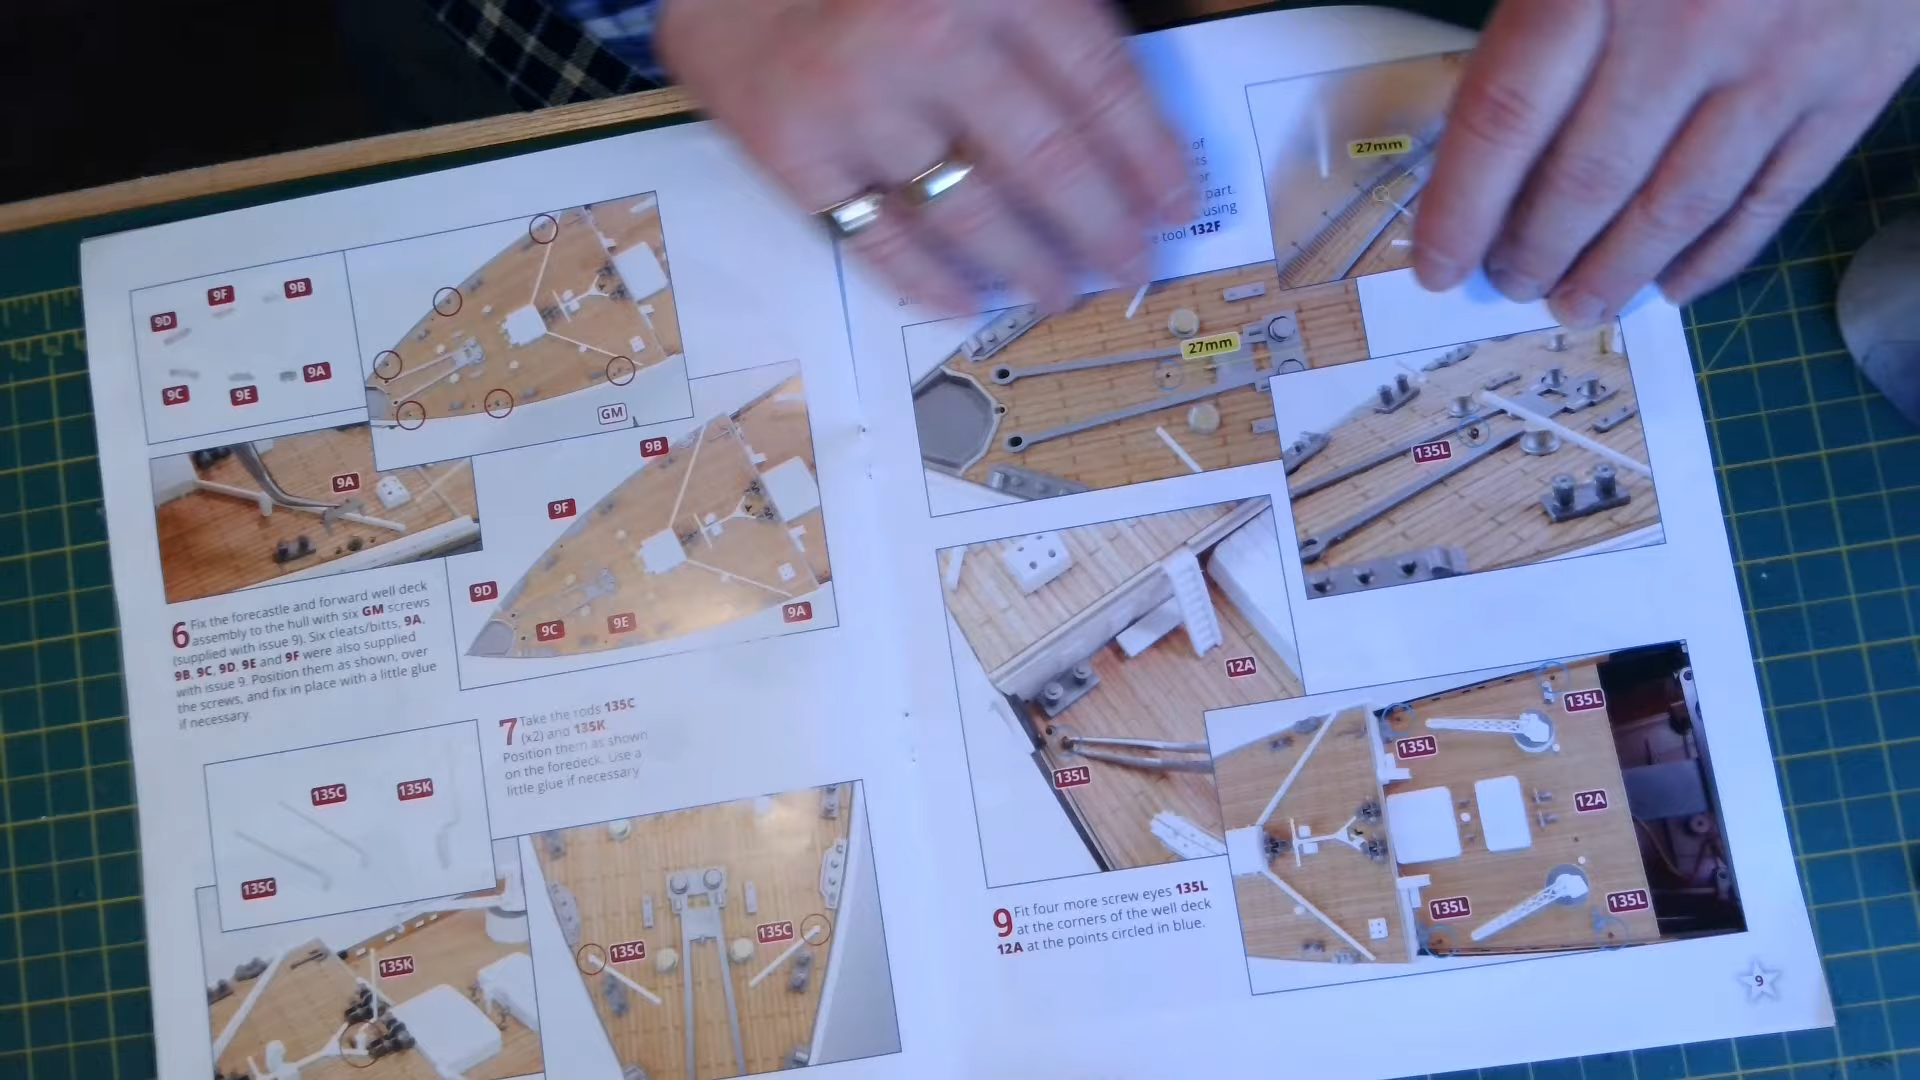 9D
9F
9B
9C
9E
9A
GM
9A
9B
9F
9D
9C
9E
9A
6 Fix the forecastle and forward well deck
assembly to the hull with six GM screws
(supplied with issue 9). Six cleats/bitts, 9A,
9B, 9C, 9D, 9E and 9F were also supplied
with issue 9. Position them as shown, over
the screws, and fix in place with a little glue
if necessary.
7 Take the rods 135C
(x2) and 135K
Position them as shown
on the foredeck. Use a
little glue if necessary
135C
135K
135C
135K
135C
135C
of
or
part.
using
tool 132F
27mm
27mm
135L
12A
135L
9 Fit four more screw eyes 135L
at the corners of the well deck
12A at the points circled in blue.
135L
135L
12A
135L
135L
9